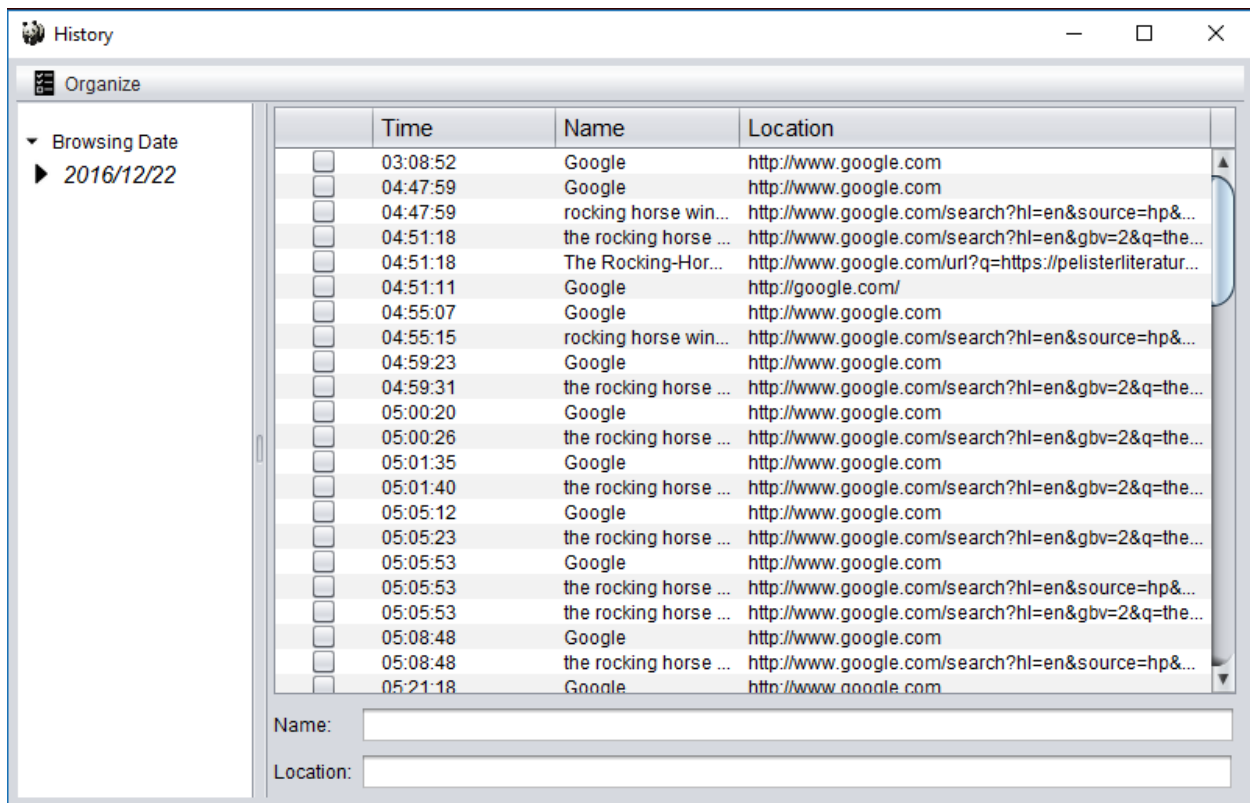 History
Organize
Browsing Date
2016/12/22
Time Name Location
03:08:52 Google http://www.google.com
04:47:59 Google http://www.google.com
04:47:59 rocking horse win... http://www.google.com/search?hl=en&source=hp&...
04:51:18 the rocking horse ... http://www.google.com/search?hl=en&gbv=2&q=the...
04:51:18 The Rocking-Hor... http://www.google.com/url?q=https://pelisterliteratur...
04:51:11 Google http://google.com/
04:55:07 Google http://www.google.com
04:55:15 rocking horse win... http://www.google.com/search?hl=en&source=hp&...
04:59:23 Google http://www.google.com
04:59:31 the rocking horse ... http://www.google.com/search?hl=en&gbv=2&q=the...
05:00:20 Google http://www.google.com
05:00:26 the rocking horse ... http://www.google.com/search?hl=en&gbv=2&q=the...
05:01:35 Google http://www.google.com
05:01:40 the rocking horse ... http://www.google.com/search?hl=en&gbv=2&q=the...
05:05:12 Google http://www.google.com
05:05:23 the rocking horse ... http://www.google.com/search?hl=en&gbv=2&q=the...
05:05:53 Google http://www.google.com
05:05:53 the rocking horse ... http://www.google.com/search?hl=en&source=hp&...
05:05:53 the rocking horse ... http://www.google.com/search?hl=en&gbv=2&q=the...
05:08:48 Google http://www.google.com
05:08:48 the rocking horse ... http://www.google.com/search?hl=en&source=hp&...
05:21:18 Google http://www.google.com
Name:
Location: